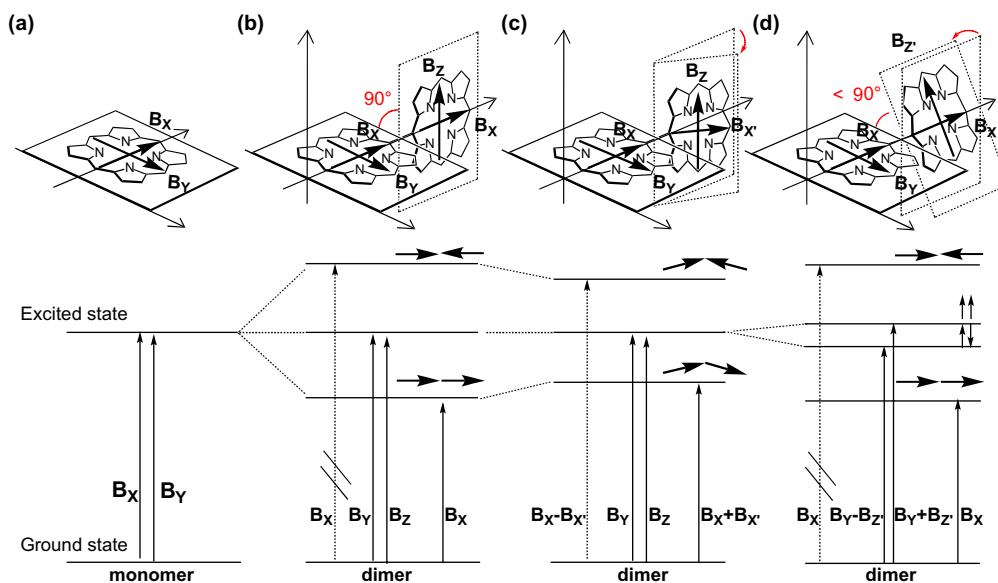 (a)
(b)
(c)
(d)
B_X
B_Y
N
N
N
N
90°
B_Z
B_X
B_X
B_Y
N
N
N
N
N
N
N
B_Z
B_X
B_X'
B_Y
N
N
N
N
N
N
N
B_Z'
< 90°
B_X
B_X
B_Y
N
N
N
N
N
N
N
Excited state
B_X
B_Y
Ground state
monomer
B_X
B_Y
B_Z
B_X
dimer
B_X-B_X'
B_Y
B_Z
B_X+B_X'
dimer
B_X
B_Y-B_Z'
B_Y+B_Z'
B_X
dimer